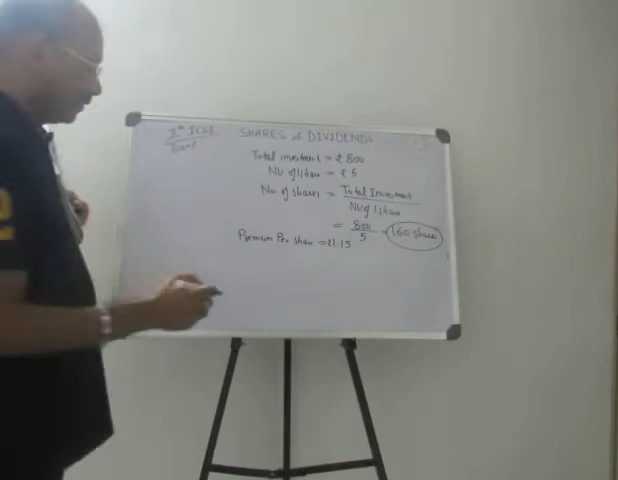 SHARES & DIVIDENDS
Total investment = ₹ 800
NV of 1 share = ₹ 5
No of shares = Total Investment
NV of 1 share
= 800
5
= 160 shares
Premium Per share = ₹1.15